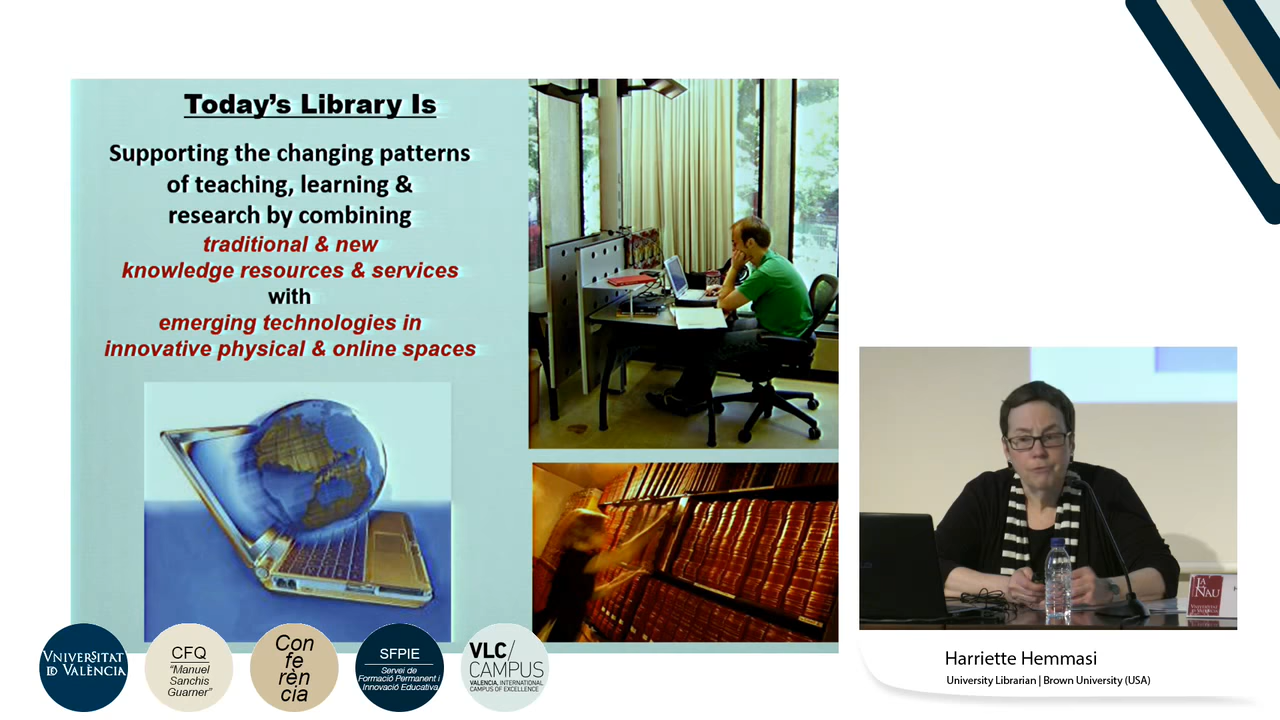 Today's Library Is
Supporting the changing patterns
of teaching, learning &
research by combining
traditional & new
knowledge resources & services
with
emerging technologies in
innovative physical & online spaces
VNIVERSITAT
DE VALÈNCIA
CFQ
"Manuel
Sanchis
Guarner"
Con
fe
rèn
cia
SFPIE
Servei de
Formació Permanent i
Innovació Educativa
VLC/
CAMPUS
VALENCIA, INTERNATIONAL
CAMPUS OF EXCELLENCE
LA
NAU
Harriette Hemmasi
University Librarian | Brown University (USA)